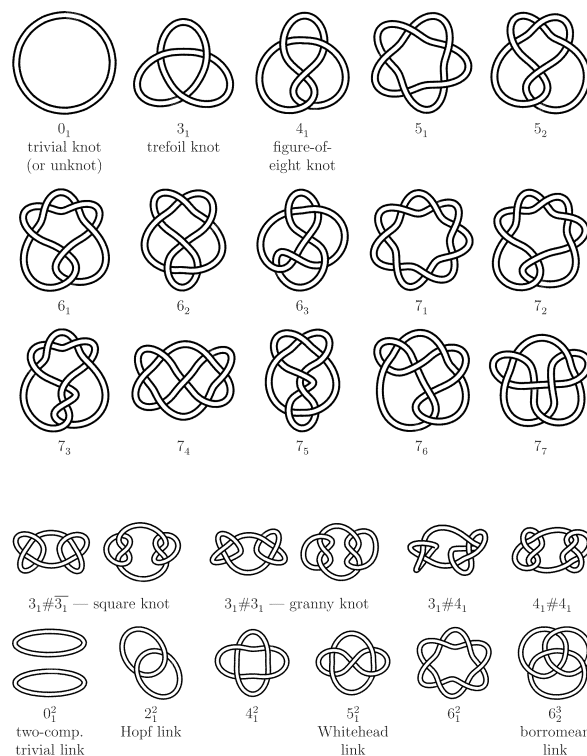 0₁
trivial knot
(or unknot)
3₁
trefoil knot
4₁
figure-of-
eight knot
5₁
5₂
6₁
6₂
6₃
7₁
7₂
7₃
7₄
7₅
7₆
7₇
3₁#3̅₁̅ — square knot
3₁#3₁ — granny knot
3₁#4₁
4₁#4₁
0²₁
two-comp.
trivial link
2²₁
Hopf link
4²₁
5²₁
Whitehead
link
6²₁
6³₂
borromean
link